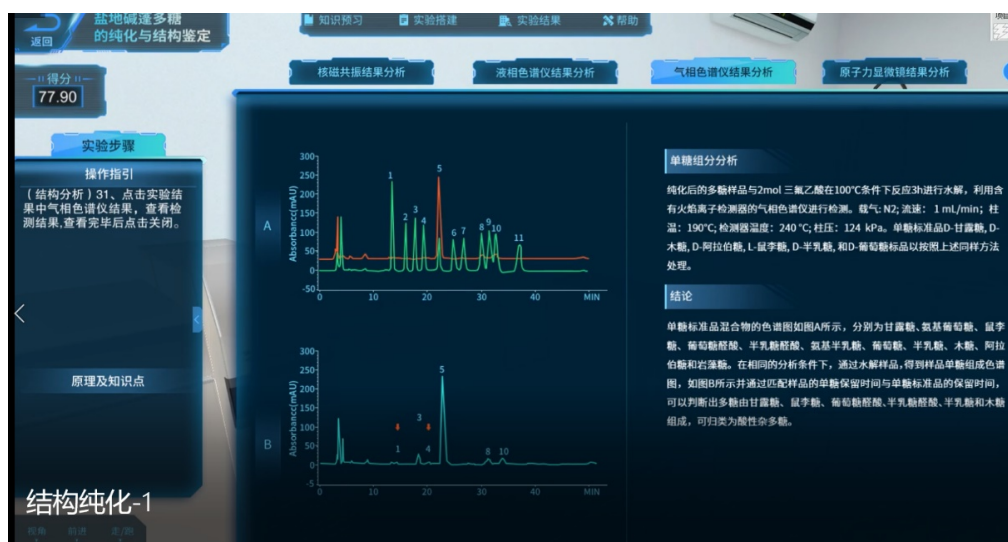 盐地碱蓬多糖
的纯化与结构鉴定
返回
知识预习
实验搭建
实验结果
帮助
得分
77.90
核磁共振结果分析
液相色谱仪结果分析
气相色谱仪结果分析
原子力显微镜结果分析
实验步骤
操作指引
（结构分析）31、点击实验结
果中气相色谱仪结果，查看检
测结果,查看完毕后点击关闭。
原理及知识点
结构纯化-1
视角 前进
A
Absorbancc(mAU)
300
250
200
150
100
50
0
-50
0 10 20 30 40 MIN
1 2 3 4 5 6 7 8 9 10 11
B
Absorbancc(mAU)
300
200
150
100
50
0
-5
0 10 20 30 40 MIN
1 3 4 5 8 10
单糖组分分析
纯化后的多糖样品与2mol 三氟乙酸在100°C条件下反应3h进行水解，利用含
有火焰离子检测器的气相色谱仪进行检测。载气: N2; 流速： 1 mL/min；柱
温：190°C; 检测器温度：240 °C; 柱压：124 kPa。单糖标准品D-甘露糖, D-
木糖, D-阿拉伯糖, L-鼠李糖, D-半乳糖, 和D-葡萄糖标品以按照上述同样方法
处理。
结论
单糖标准品混合物的色谱图如图A所示，分别为甘露糖、氨基葡萄糖、鼠李
糖、葡萄糖醛酸、半乳糖醛酸、氨基半乳糖、葡萄糖、半乳糖、木糖、阿拉
伯糖和岩藻糖。在相同的分析条件下，通过水解样品，得到样品单糖组成色谱
图，如图B所示并通过匹配样品的单糖保留时间与单糖标准品的保留时间，
可以判断出多糖由甘露糖、鼠李糖、葡萄糖醛酸、半乳糖醛酸、半乳糖和木糖
组成，可归类为酸性杂多糖。